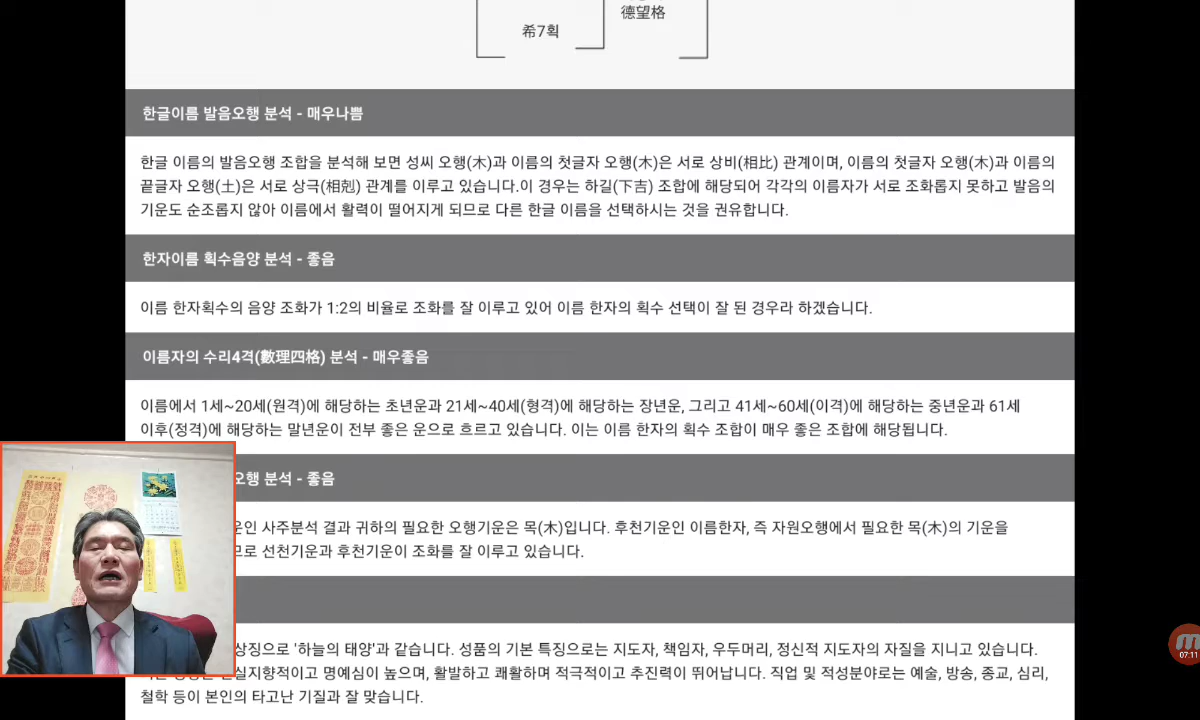 德望格
希7획
한글이름 발음오행 분석 - 매우나쁨
한글 이름의 발음오행 조합을 분석해 보면 성씨 오행(木)과 이름의 첫글자 오행(木)은 서로 상비(相比) 관계이며, 이름의 첫글자 오행(木)과 이름의
끝글자 오행(土)은 서로 상극(相剋) 관계를 이루고 있습니다.이 경우는 하길(下吉) 조합에 해당되어 각각의 이름자가 서로 조화롭지 못하고 발음의
기운도 순조롭지 않아 이름에서 활력이 떨어지게 되므로 다른 한글 이름을 선택하시는 것을 권유합니다.
한자이름 획수음양 분석 - 좋음
이름 한자획수의 음양 조화가 1:2의 비율로 조화를 잘 이루고 있어 이름 한자의 획수 선택이 잘 된 경우라 하겠습니다.
이름자의 수리4격(數理四格) 분석 - 매우좋음
이름에서 1세~20세(원격)에 해당하는 초년운과 21세~40세(형격)에 해당하는 장년운, 그리고 41세~60세(이격)에 해당하는 중년운과 61세
이후(정격)에 해당하는 말년운이 전부 좋은 운으로 흐르고 있습니다. 이는 이름 한자의 획수 조합이 매우 좋은 조합에 해당됩니다.
오행 분석 - 좋음
운인 사주분석 결과 귀하의 필요한 오행기운은 목(木)입니다. 후천기운인 이름한자, 즉 자원오행에서 필요한 목(木)의 기운을
므로 선천기운과 후천기운이 조화를 잘 이루고 있습니다.
상징으로 '하늘의 태양'과 같습니다. 성품의 기본 특징으로는 지도자, 책임자, 우두머리, 정신적 지도자의 자질을 지니고 있습니다.
실지향적이고 명예심이 높으며, 활발하고 쾌활하며 적극적이고 추진력이 뛰어납니다. 직업 및 적성분야로는 예술, 방송, 종교, 심리,
철학 등이 본인의 타고난 기질과 잘 맞습니다.
07:11